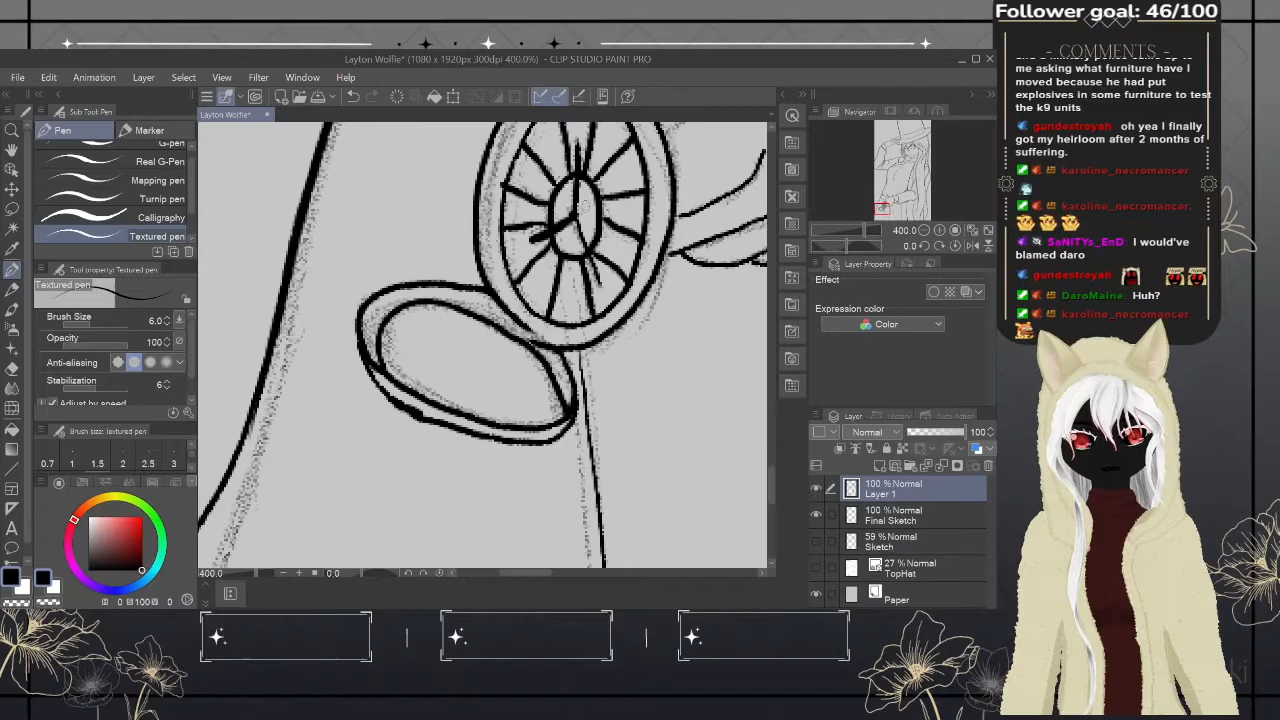 Follower goal: 46/100
- COMMENTS -
me asking what furniture have I
moved because he had put
explosives in some furniture to test
the k9 units
gundestroyah: oh yea I finally
got my heirloom after 2 months of
suffering.
karoline_necromancer:
karoline_necromancer:
SaNiTYs_EnD: I would've
blamed daro
gundestroyah:
DaroMaine: Huh?
karoline_necromancer:
Layton Wolfie* (1080 x 1920px 300dpi 400.0%) - CLIP STUDIO PAINT PRO
File Edit Animation Layer Select View Filter Window Help
Sub Tool Pen
Layton Wolfie*
Pen Marker
G-pen
Real G-Pen
Mapping pen
Turnip pen
Calligraphy
Textured pen
Tool property: Textured pen
Textured pen
Brush Size 6.0
Opacity 100
Anti-aliasing
Stabilization 6
Adjust by speed
Brush size: Textured pen
0.7 1 1.5 2 2.5 3
0 S 100 V 0
400.0 0.0
Navigator
400.0
0.0
Layer Property
Effect
Expression color
Color
Layer History Auto Action
Normal 100
100 % Normal
Layer 1
100 % Normal
Final Sketch
59 % Normal
Sketch
27 % Normal
TopHat
Paper